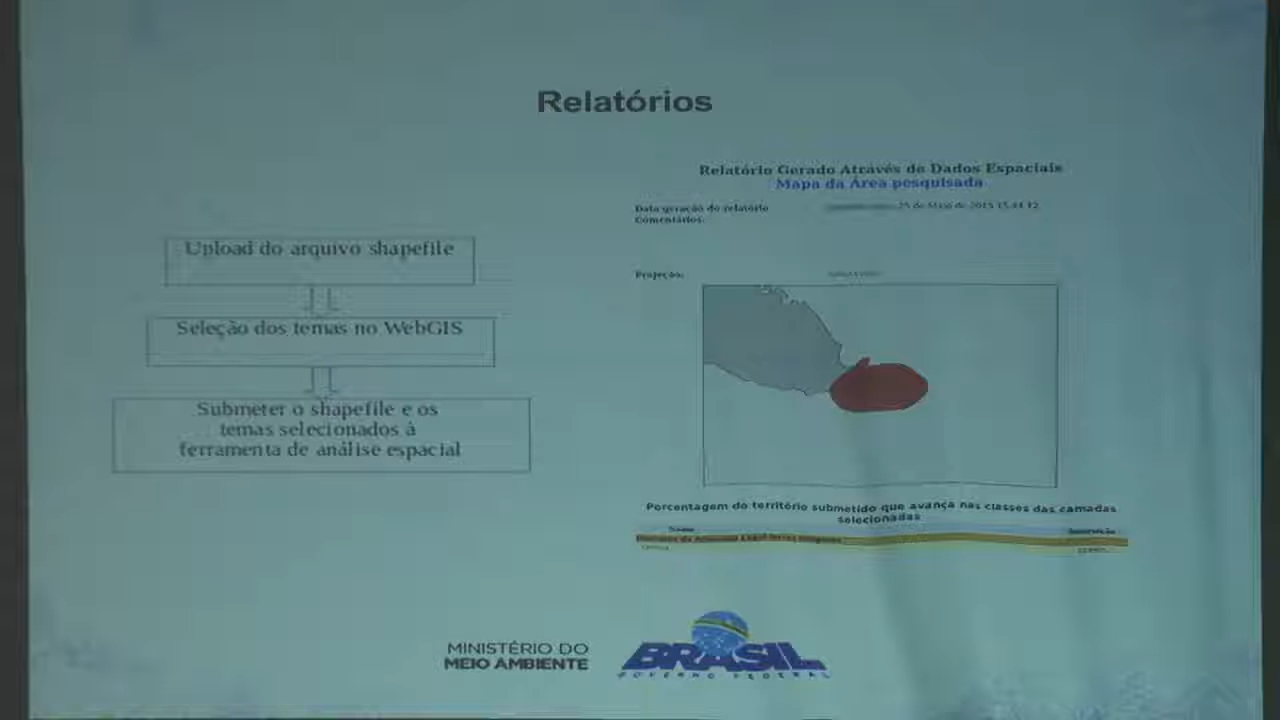 Relatórios
Upload do arquivo shapefile
Seleção dos temas no WebGIS
Submeter o shapefile e os
temas selecionados à
ferramenta de análise espacial
Relatório Gerado Através de Dados Espaciais
Mapa da Área pesquisada
Data geração do relatório
25 de Maio de 2015
Comentários:
Projeção:
Porcentagem do território submetido que avança nas classes das camadas
selecionadas
Nome
MINISTÉRIO DO
MEIO AMBIENTE
BRASIL
GOVERNO FEDERAL